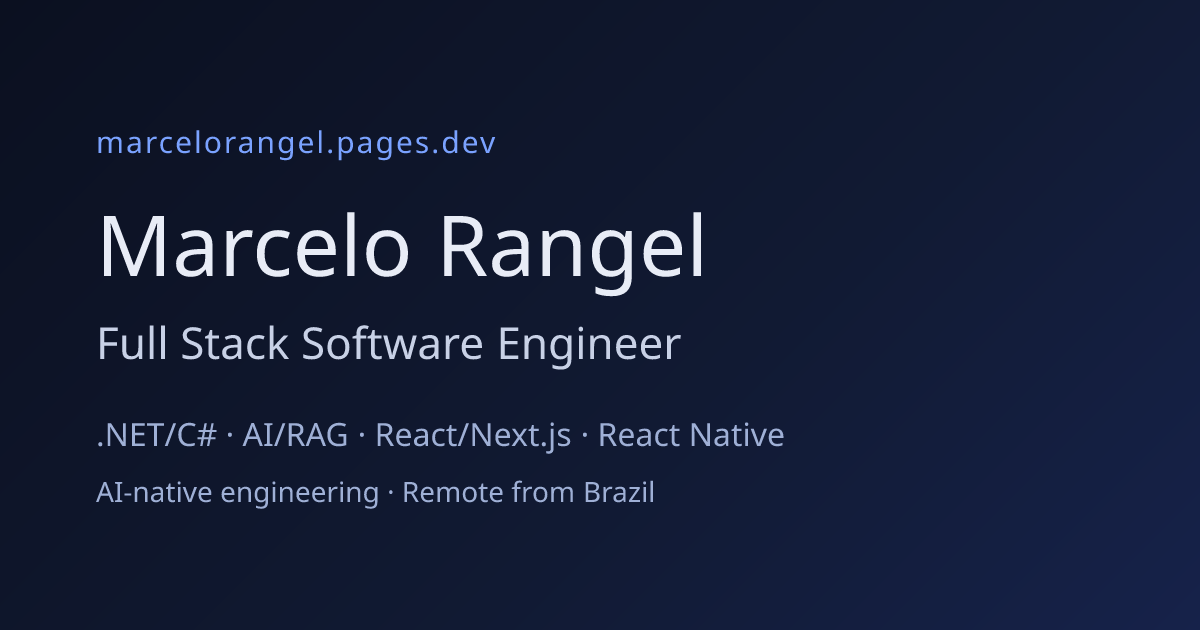 marcelorangel.pages.dev
Marcelo Rangel
Full Stack Software Engineer
.NET/C# · AI/RAG · React/Next.js · React Native
AI-native engineering · Remote from Brazil